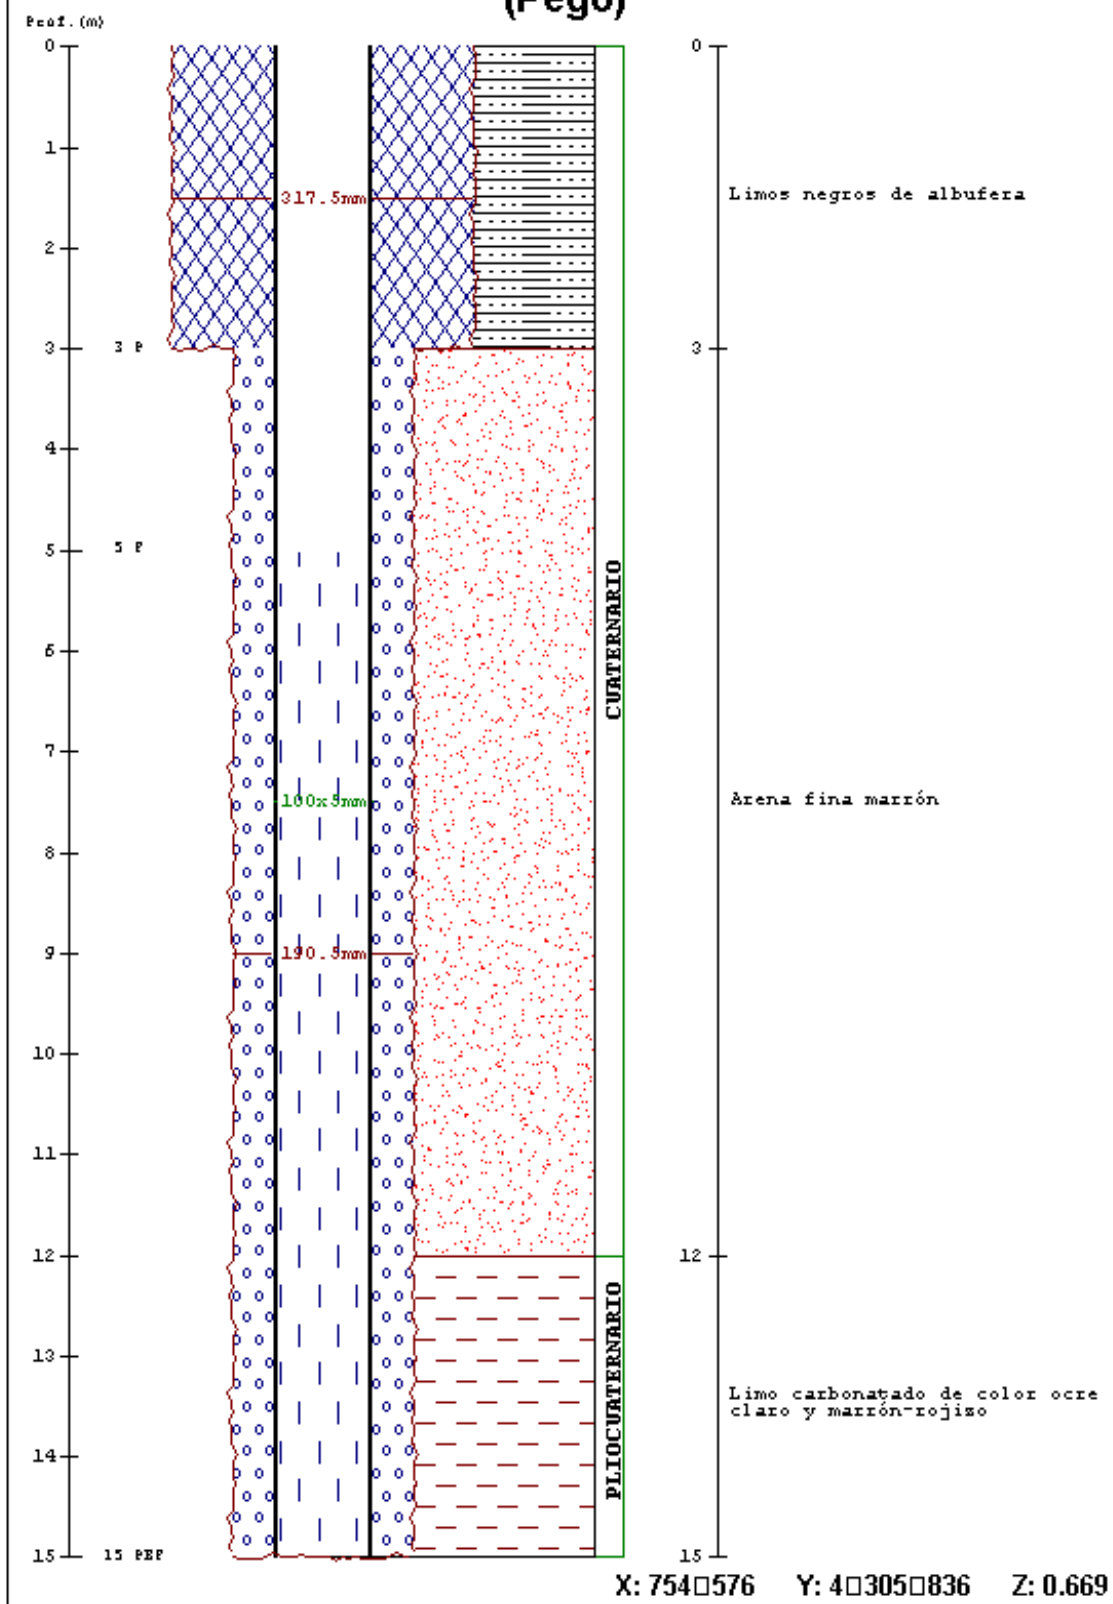 (Pego)
Prof.(m)
0
0
1
Limos negros de albufera
317.5mm
2
3
3 P
3
4
5
5 F
CUATERNARIO
6
7
100x5mm
Arena fina marrón
8
9
190.5mm
10
11
12
12
PLIOCUATERNARIO
13
Limo carbonatado de color ocre
claro y marrón-rojizo
14
15
15 PEF
15
X: 754□576 Y: 4□305□836 Z: 0.669